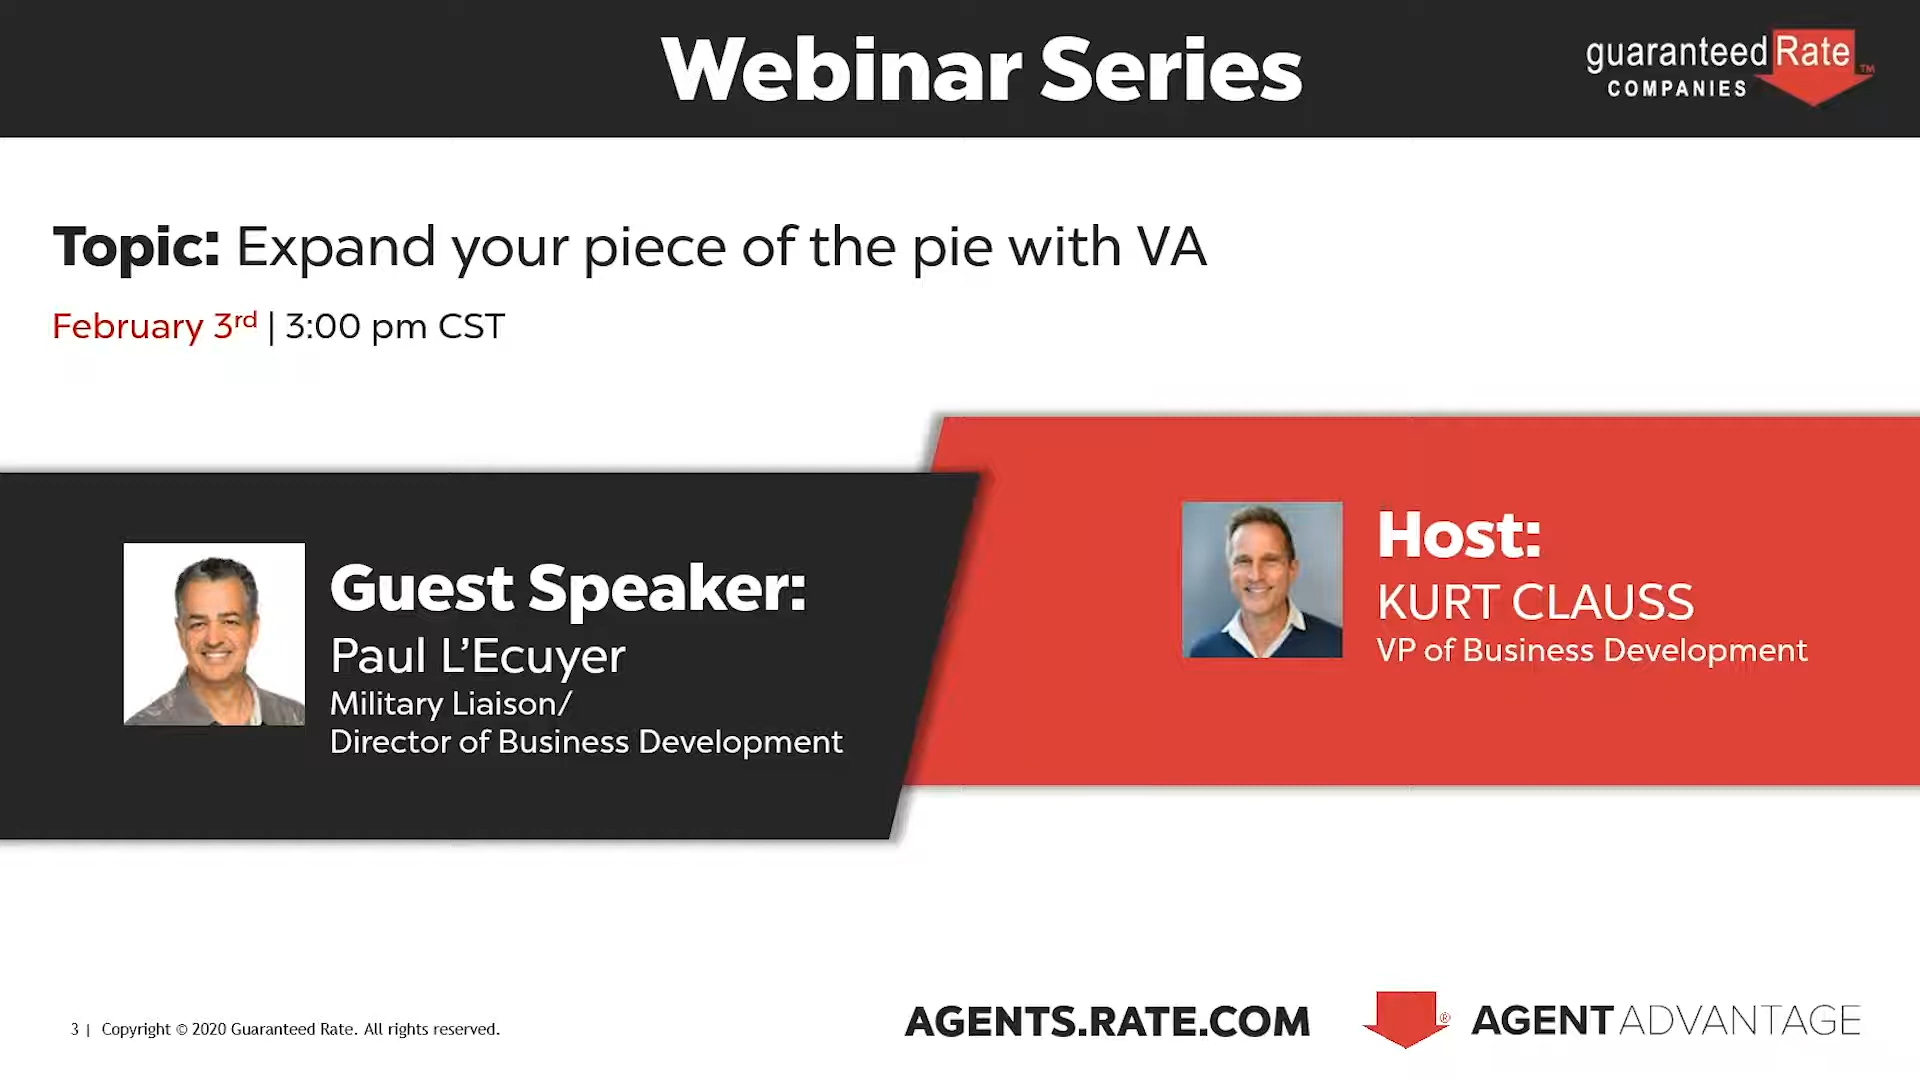 Webinar Series
guaranteed Rate ™
COMPANIES
Topic: Expand your piece of the pie with VA
February 3rd | 3:00 pm CST
Guest Speaker:
Paul L’Ecuyer
Military Liaison/
Director of Business Development
Host:
KURT CLAUSS
VP of Business Development
3 | Copyright © 2020 Guaranteed Rate. All rights reserved.
AGENTS.RATE.COM
® AGENTADVANTAGE